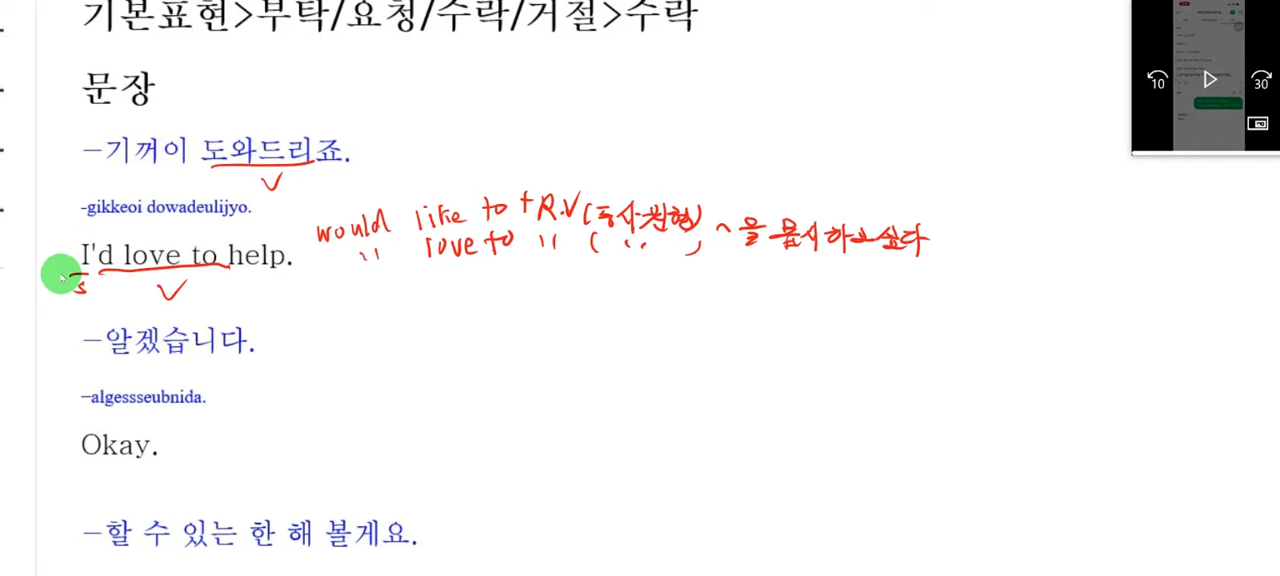 기본표현>부탁/요청/수락/거절>수락
문장
-기꺼이 도와드리죠.
V
-gikkeoi dowadeulijyo.
would like to + R.V (동사원형) ~을 몹시하고싶다
I'd love to help.
" love to " ( " )
s V
-알겠습니다.
-algessseubnida.
Okay.
-할 수 있는 한 해 볼게요.
10
30